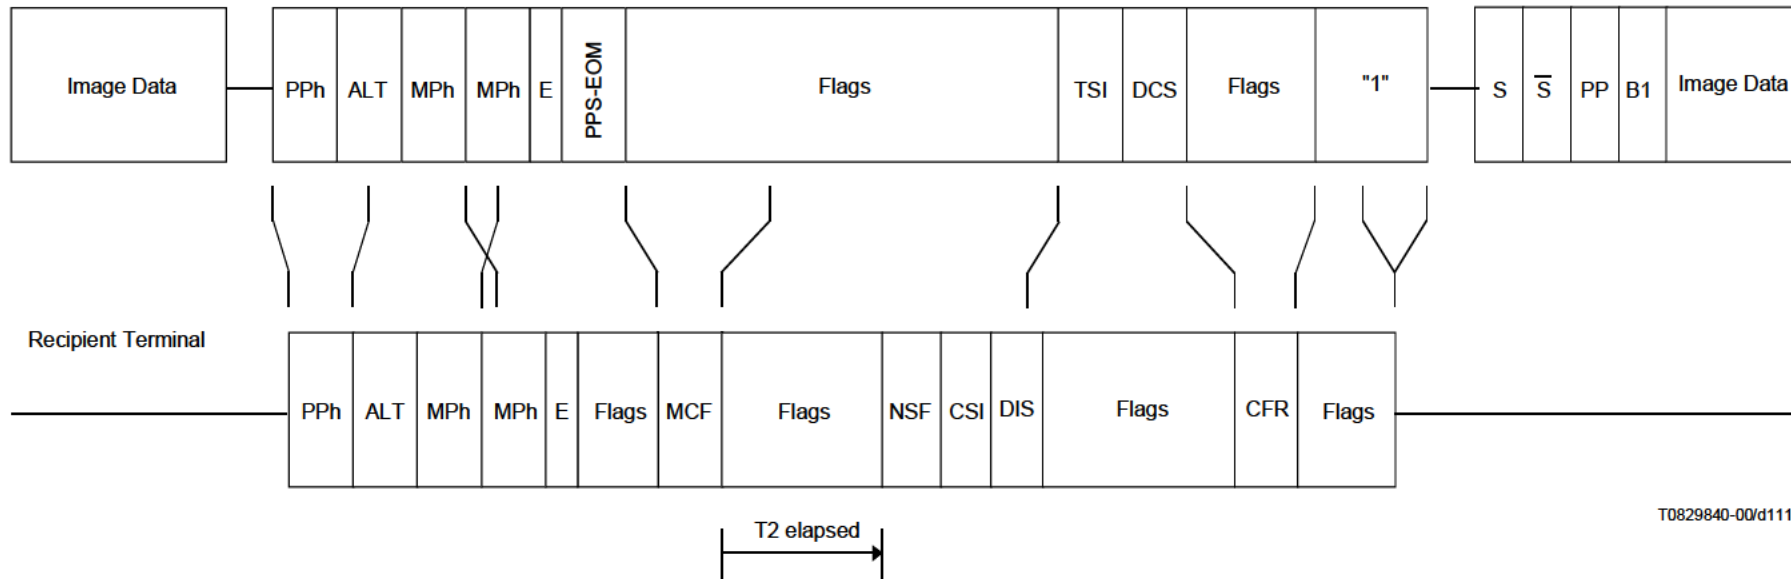 Image Data PPh ALT MPh MPh E PPS-EOM Flags TSI DCS Flags "1" S S̅ PP B1 Image Data
Recipient Terminal
PPh ALT MPh MPh E Flags MCF Flags NSF CSI DIS Flags CFR Flags
T2 elapsed
T0829840-00/d111